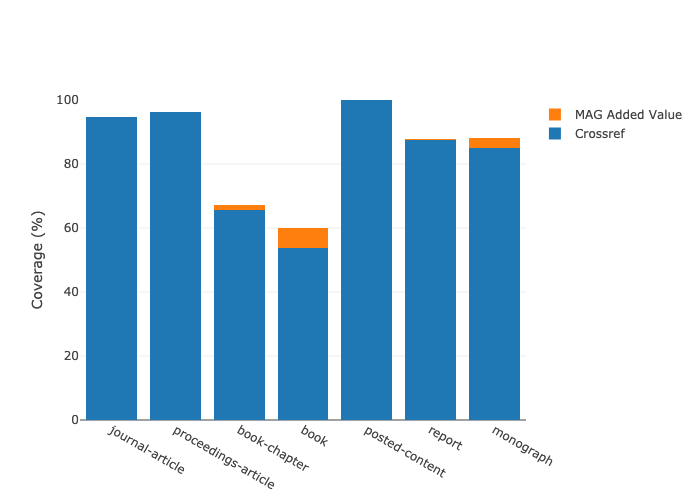 MAG Added Value
Crossref
Coverage (%)
100
80
60
40
20
0
journal-article
proceedings-article
book-chapter
book
posted-content
report
monograph